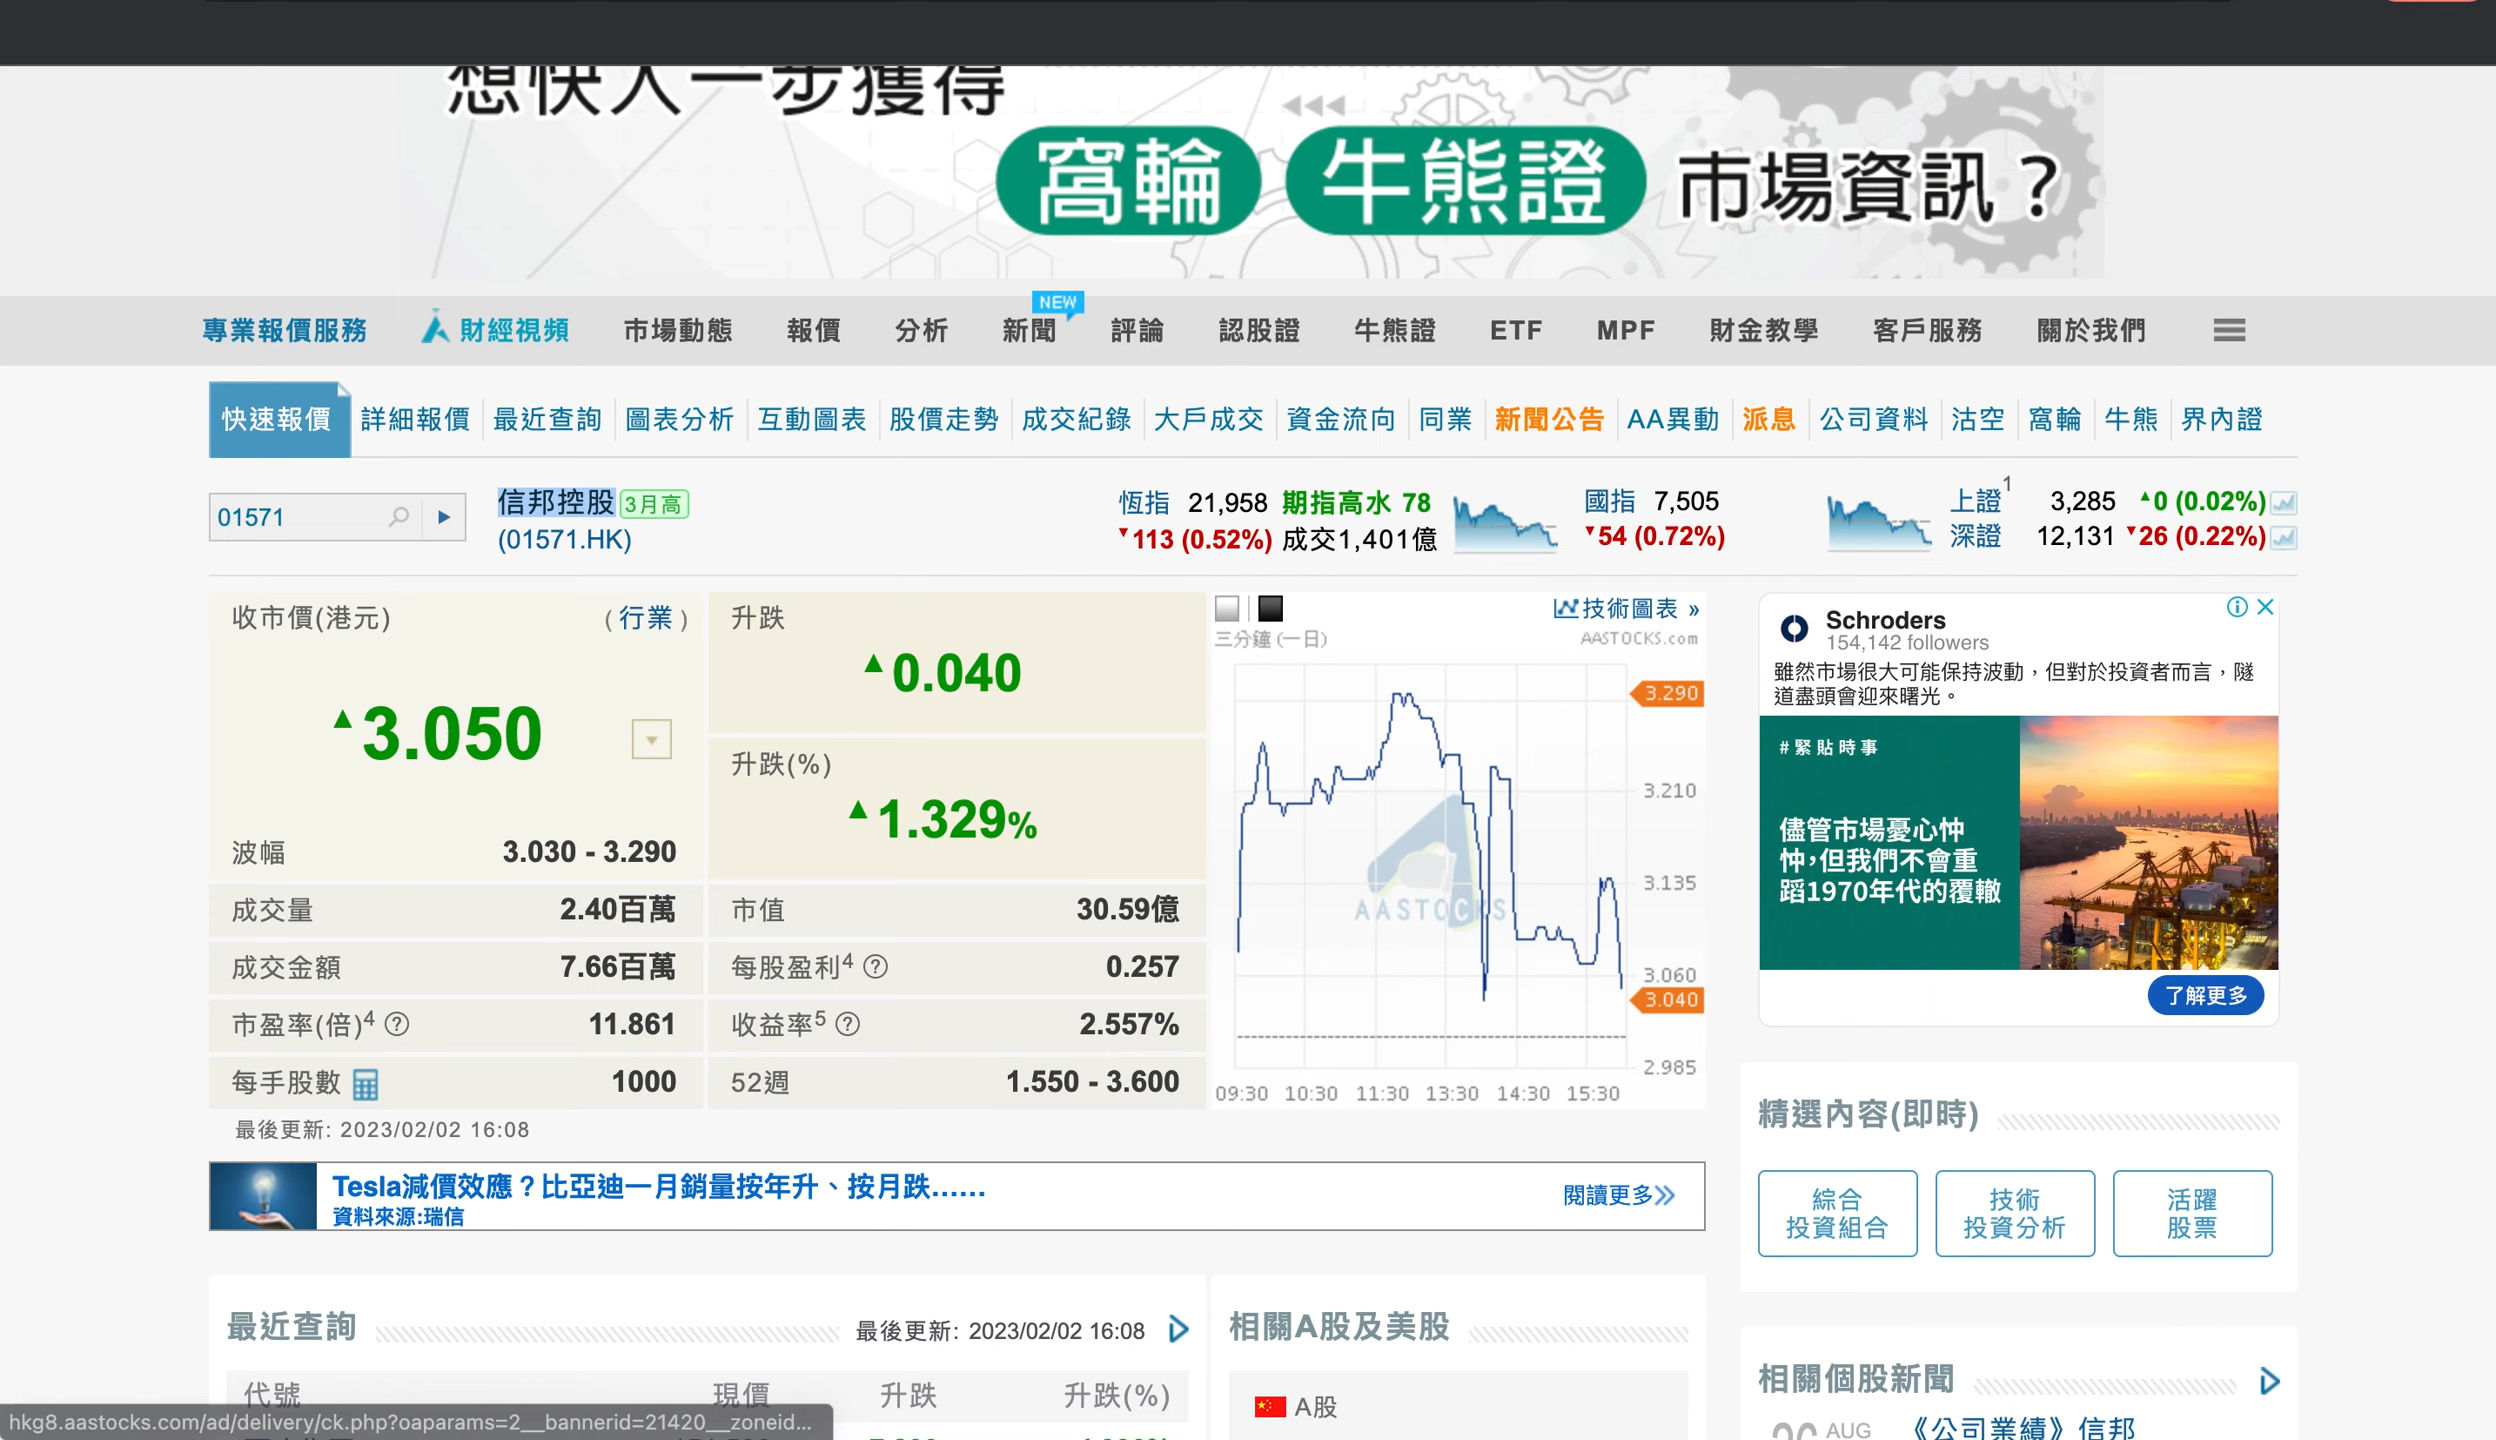 想快人一步獲得
窩輪 牛熊證 市場資訊？
NEW
專業報價服務 財經視頻 市場動態 報價 分析 新聞 評論 認股證 牛熊證 ETF MPF 財金教學 客戶服務 關於我們
快速報價 詳細報價 最近查詢 圖表分析 互動圖表 股價走勢 成交紀錄 大戶成交 資金流向 同業 新聞公告 AA異動 派息 公司資料 沽空 窩輪 牛熊 界內證
01571
信邦控股 3月高
(01571.HK)
恆指 21,958 期指高水 78
▼113 (0.52%) 成交1,401億
國指 7,505
▼54 (0.72%)
上證1 3,285 ▲0 (0.02%)
深證 12,131 ▼26 (0.22%)
收市價(港元) (行業)
▲3.050
波幅 3.030 - 3.290
升跌
▲0.040
升跌(%)
▲1.329%
成交量 2.40百萬 市值 30.59億
成交金額 7.66百萬 每股盈利4 ? 0.257
市盈率(倍)4 ? 11.861 收益率5 ? 2.557%
每手股數 1000 52週 1.550 - 3.600
最後更新: 2023/02/02 16:08
技術圖表 »
三分鐘 (一日) AASTOCKS.com
3.290
3.210
3.135
3.060
3.040
2.985
AASTOCKS
09:30 10:30 11:30 13:30 14:30 15:30
Schroders
154,142 followers
雖然市場很大可能保持波動，但對於投資者而言，隧
道盡頭會迎來曙光。
#緊貼時事
儘管市場憂心忡
忡，但我們不會重
蹈1970年代的覆轍
了解更多
Tesla減價效應？比亞迪一月銷量按年升、按月跌......
資料來源:瑞信
閱讀更多
精選內容(即時)
綜合
投資組合
技術
投資分析
活躍
股票
最近查詢 最後更新: 2023/02/02 16:08
代號 現價 升跌 升跌(%)
相關A股及美股
A股
相關個股新聞
AUG 《公司業績》信邦
hkg8.aastocks.com/ad/delivery/ck.php?oaparams=2__bannerid=21420__zoneid...